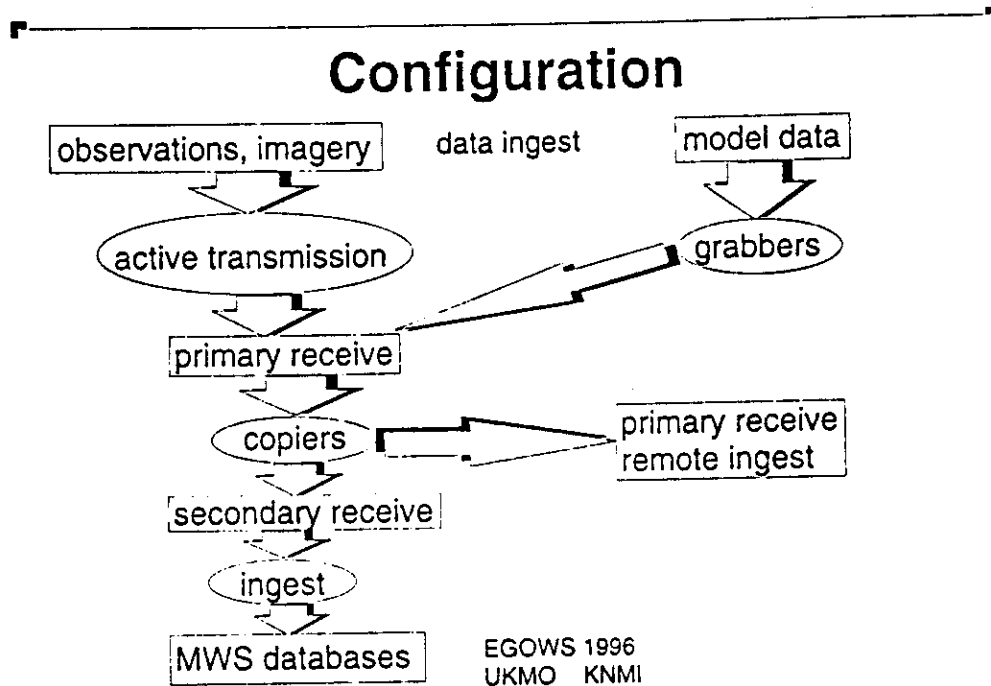 Configuration
observations, imagery
data ingest
model data
active transmission
grabbers
primary receive
copiers
primary receive
remote ingest
secondary receive
ingest
MWS databases
EGOWS 1996
UKMO KNMI